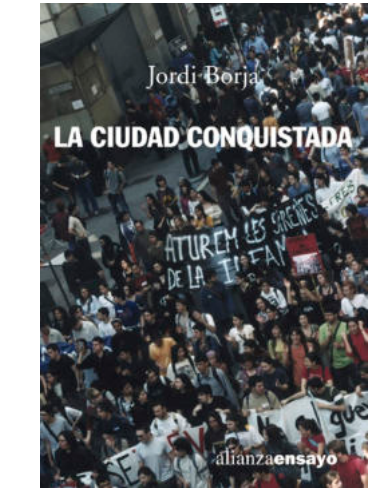 Jordi Borja
LA CIUDAD CONQUISTADA
ATUREM LES SIRENES
DE LA
alianzaensayo